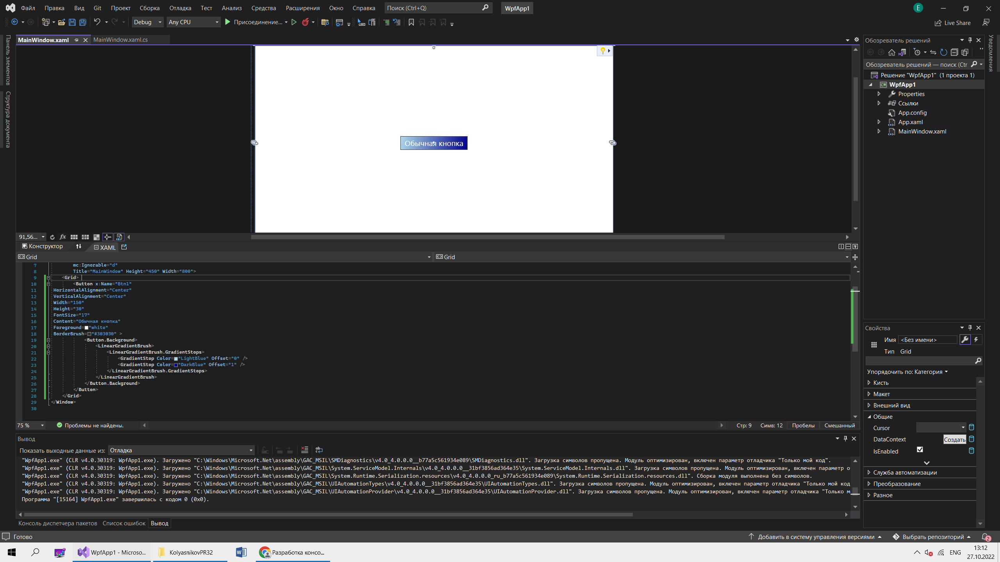 Файл Правка Вид Git Проект Сборка Отладка Тест Анализ Средства Расширения Окно Справка Поиск (Ctrl+Q) WpfApp1 E
Debug Any CPU Присоединение... Live Share
Панель элементов
Структура документа
MainWindow.xaml MainWindow.xaml.cs
Обычная кнопка
91,56...
Конструктор XAML
Grid Grid
7 mc:Ignorable="d"
8 Title="MainWindow" Height="450" Width="800">
9 <Grid>
10 <Button x:Name="Btn1"
11 HorizontalAlignment="Center"
12 VerticalAlignment="Center"
13 Width="150"
14 Height="30"
15 FontSize="17"
16 Content="Обычная кнопка"
17 Foreground="white"
18 BorderBrush="#303030" >
19 <Button.Background>
20 <LinearGradientBrush>
21 <LinearGradientBrush.GradientStops>
22 <GradientStop Color="LightBlue" Offset="0" />
23 <GradientStop Color="DarkBlue" Offset="1" />
24 </LinearGradientBrush.GradientStops>
25 </LinearGradientBrush>
26 </Button.Background>
27 </Button>
28 </Grid>
29 </Window>
30
75 % Проблемы не найдены. Стр: 9 Симв: 12 Пробелы Смешанный
Вывод
Показать выходные данные из: Отладка
"WpfApp1.exe" (CLR v4.0.30319: WpfApp1.exe). Загружено "C:\Windows\Microsoft.Net\assembly\GAC_MSIL\SMDiagnostics\v4.0_4.0.0.0__b77a5c561934e089\SMDiagnostics.dll". Загрузка символов пропущена. Модуль оптимизирован, включен параметр отладчика "Только мой код".
"WpfApp1.exe" (CLR v4.0.30319: WpfApp1.exe). Загружено "C:\Windows\Microsoft.Net\assembly\GAC_MSIL\System.ServiceModel.Internals\v4.0_4.0.0.0__31bf3856ad364e35\System.ServiceModel.Internals.dll". Загрузка символов пропущена. Модуль оптимизирован, включен параметр о
"WpfApp1.exe" (CLR v4.0.30319: WpfApp1.exe). Загружено "C:\Windows\Microsoft.Net\assembly\GAC_MSIL\System.Runtime.Serialization.resources\v4.0_4.0.0.0_ru_b77a5c561934e089\System.Runtime.Serialization.resources.dll". Сборка модуля выполнена без символов.
"WpfApp1.exe" (CLR v4.0.30319: WpfApp1.exe). Загружено "C:\Windows\Microsoft.Net\assembly\GAC_MSIL\UIAutomationTypes\v4.0_4.0.0.0__31bf3856ad364e35\UIAutomationTypes.dll". Загрузка символов пропущена. Модуль оптимизирован, включен параметр отладчика "Только мой код
"WpfApp1.exe" (CLR v4.0.30319: WpfApp1.exe). Загружено "C:\Windows\Microsoft.Net\assembly\GAC_MSIL\UIAutomationProvider\v4.0_4.0.0.0__31bf3856ad364e35\UIAutomationProvider.dll". Загрузка символов пропущена. Модуль оптимизирован, включен параметр отладчика "Только м
Программа "[15164] WpfApp1.exe" завершилась с кодом 0 (0x0).
Консоль диспетчера пакетов Список ошибок Вывод
Обозреватель решений
Обозреватель решений — поиск (Ctr
Решение "WpfApp1" (1 проекта 1)
WpfApp1
Properties
Ссылки
App.config
App.xaml
MainWindow.xaml
Уведомления
Свойства
Имя <Без имени>
Тип Grid
Упорядочить по: Категория
Кисть
Макет
Внешний вид
Общие
Cursor
DataContext Создать
IsEnabled
Служба автоматизации
Преобразование
Разное
Готово Добавить в систему управления версиями Выбрать репозиторий 2
WpfApp1 - Microso... KolyasnikovPR32 Разработка консо... ENG 13:12
27.10.2022